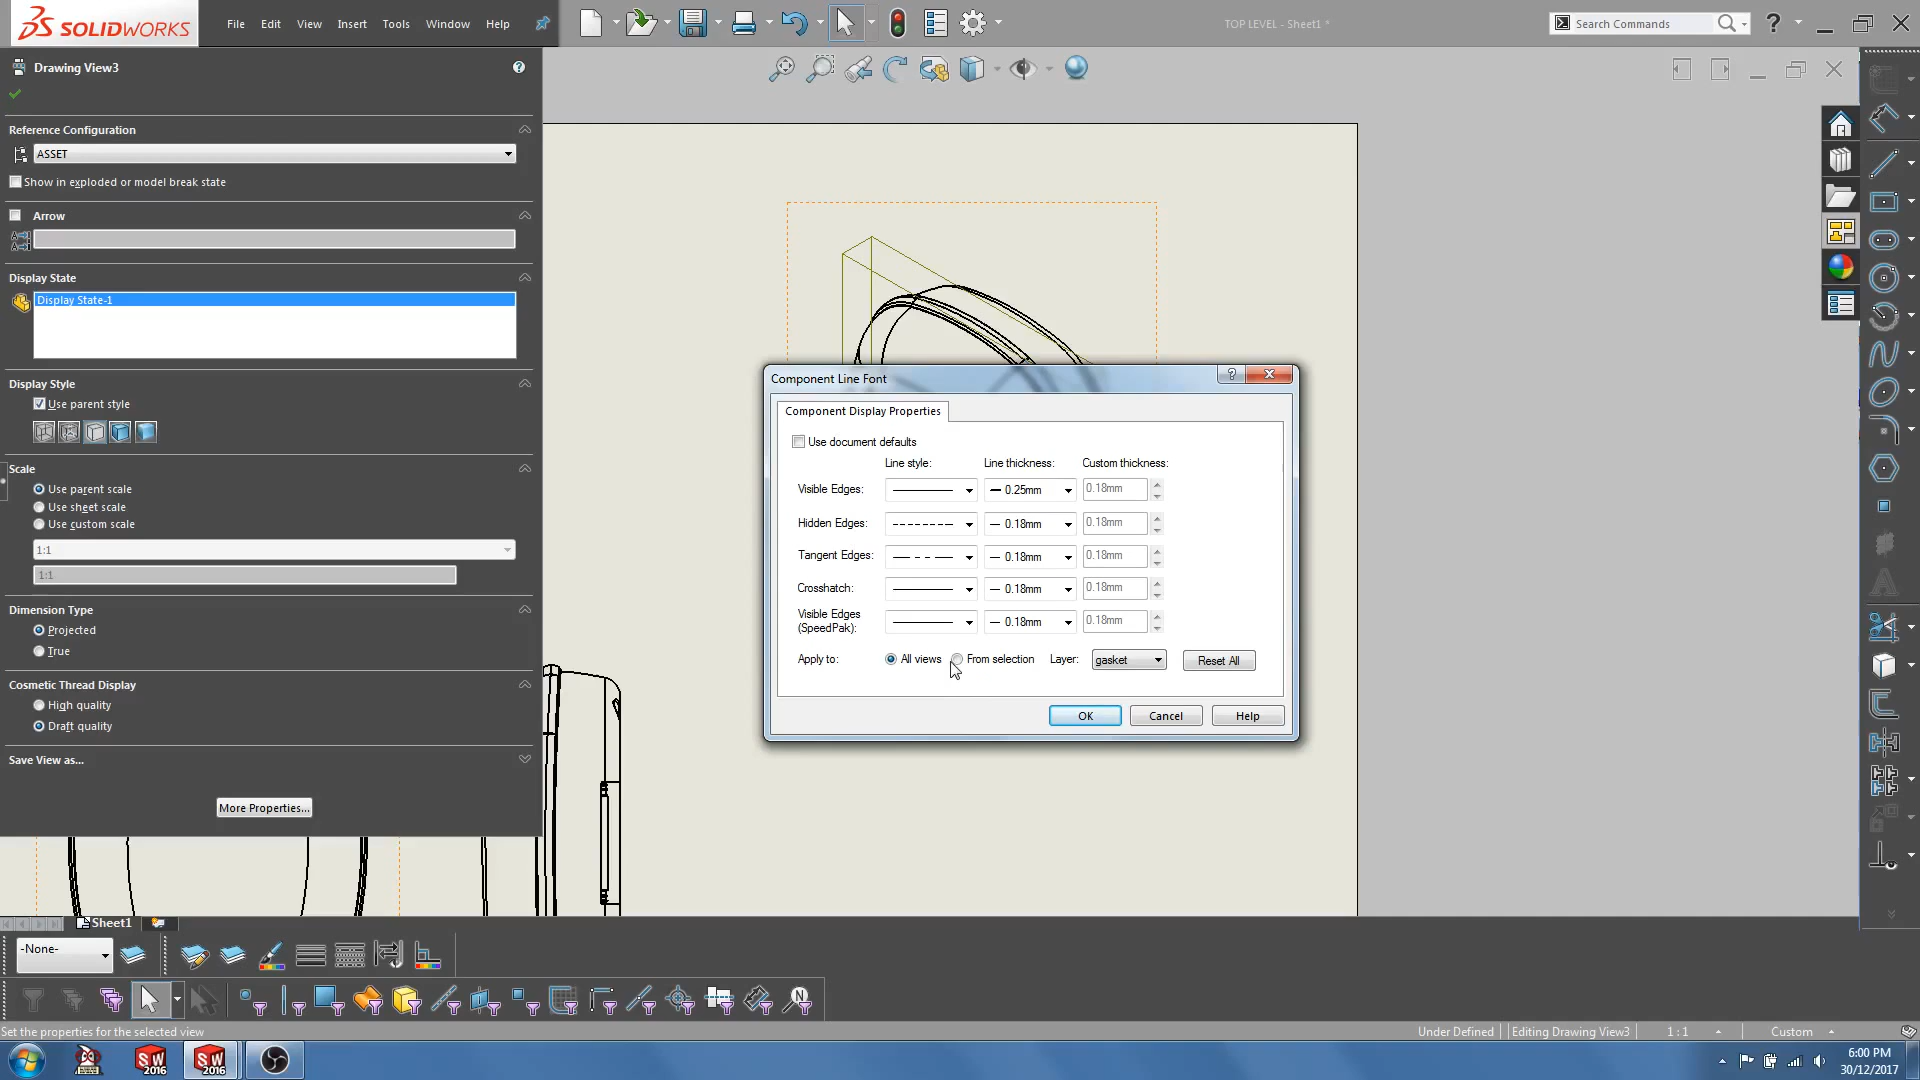 SOLIDWORKS File Edit View Insert Tools Window Help TOP LEVEL - Sheet1 * Search Commands ?
Drawing View3
Reference Configuration
ASSET
Show in exploded or model break state
Arrow
Display State
Display State-1
Display Style
Use parent style
Scale
Use parent scale
Use sheet scale
Use custom scale
1:1
1:1
Dimension Type
Projected
True
Cosmetic Thread Display
High quality
Draft quality
Save View as...
More Properties...
Component Line Font
Component Display Properties
Use document defaults
Line style: Line thickness: Custom thickness:
Visible Edges: 0.25mm 0.18mm
Hidden Edges: 0.18mm 0.18mm
Tangent Edges: 0.18mm 0.18mm
Crosshatch: 0.18mm 0.18mm
Visible Edges
(SpeedPak): 0.18mm 0.18mm
Apply to: All views From selection Layer: gasket Reset All
OK Cancel Help
Sheet1
-None-
Set the properties for the selected view Under Defined Editing Drawing View3 1 : 1 Custom
SW
2016
SW
2016
6:00 PM
30/12/2017